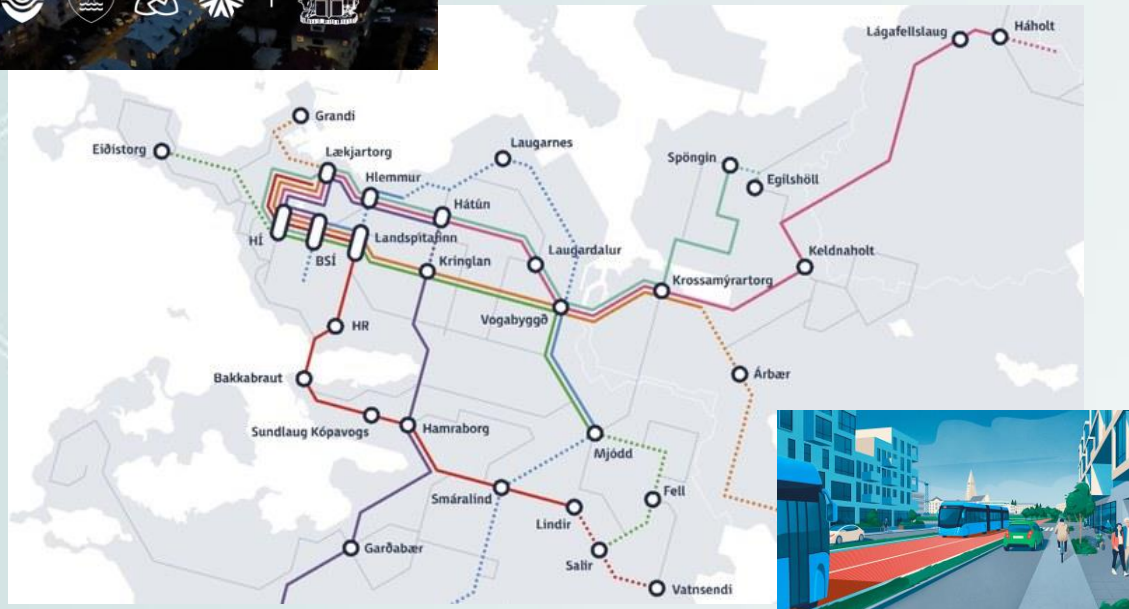 Grandi
Eiðistorg
Lækjartorg
Hlemmur
Laugarnes
Hátún
HÍ
BSÍ
Landspítalinn
Kringlan
Laugardalur
Vogabyggð
Spöngin
Egilshöll
Lágafellslaug
Háholt
Keldnaholt
Krossamýrartorg
HR
Bakkabraut
Sundlaug Kópavogs
Hamraborg
Árbær
Mjódd
Smáralind
Fell
Lindir
Garðabær
Salir
Vatnsendi